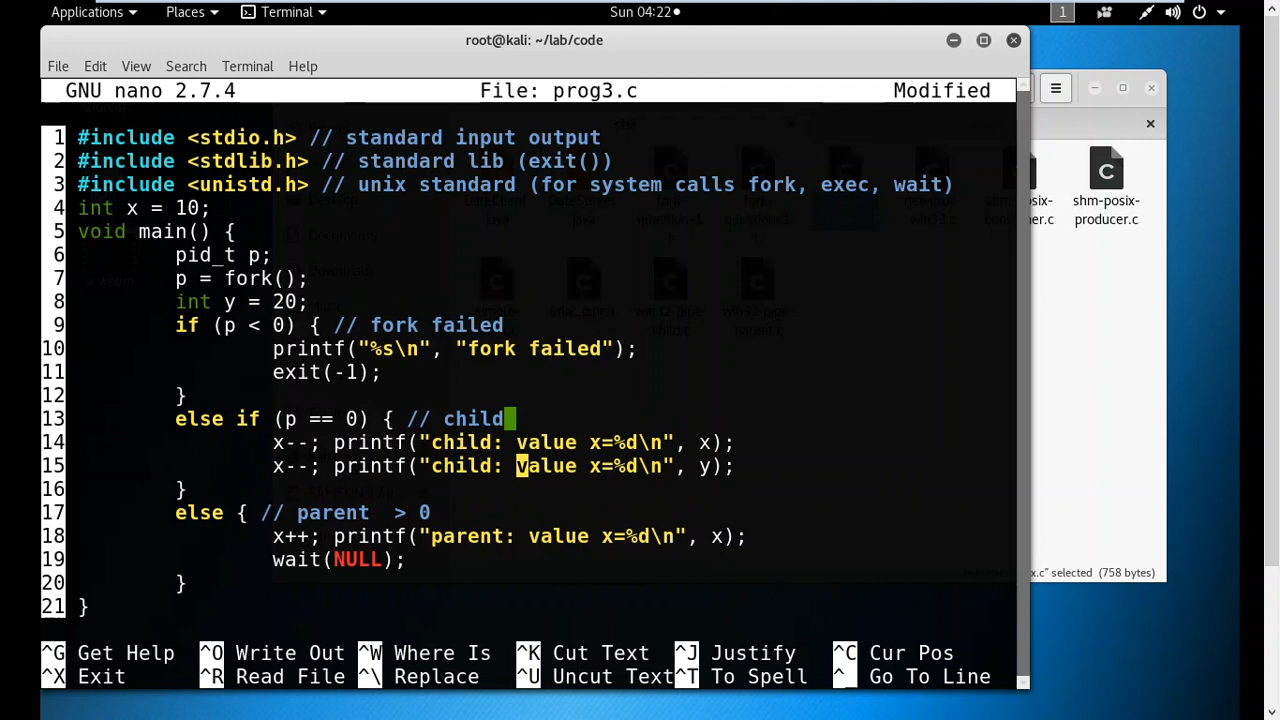 Applications Places Terminal Sun 04:22 1
root@kali: ~/lab/code
File Edit View Search Terminal Help
GNU nano 2.7.4 File: prog3.c Modified
1 #include <stdio.h> // standard input output
2 #include <stdlib.h> // standard lib (exit())
3 #include <unistd.h> // unix standard (for system calls fork, exec, wait)
4 int x = 10;
5 void main() {
6 pid_t p;
7 p = fork();
8 int y = 20;
9 if (p < 0) { // fork failed
10 printf("%s\n", "fork failed");
11 exit(-1);
12 }
13 else if (p == 0) { // child
14 x--; printf("child: value x=%d\n", x);
15 x--; printf("child: value x=%d\n", y);
16 }
17 else { // parent > 0
18 x++; printf("parent: value x=%d\n", x);
19 wait(NULL);
20 }
21 }
^G Get Help ^O Write Out ^W Where Is ^K Cut Text ^J Justify ^C Cur Pos
^X Exit ^R Read File ^\ Replace ^U Uncut Text ^T To Spell ^_ Go To Line
shm-posix-
producer.c
selected (758 bytes)